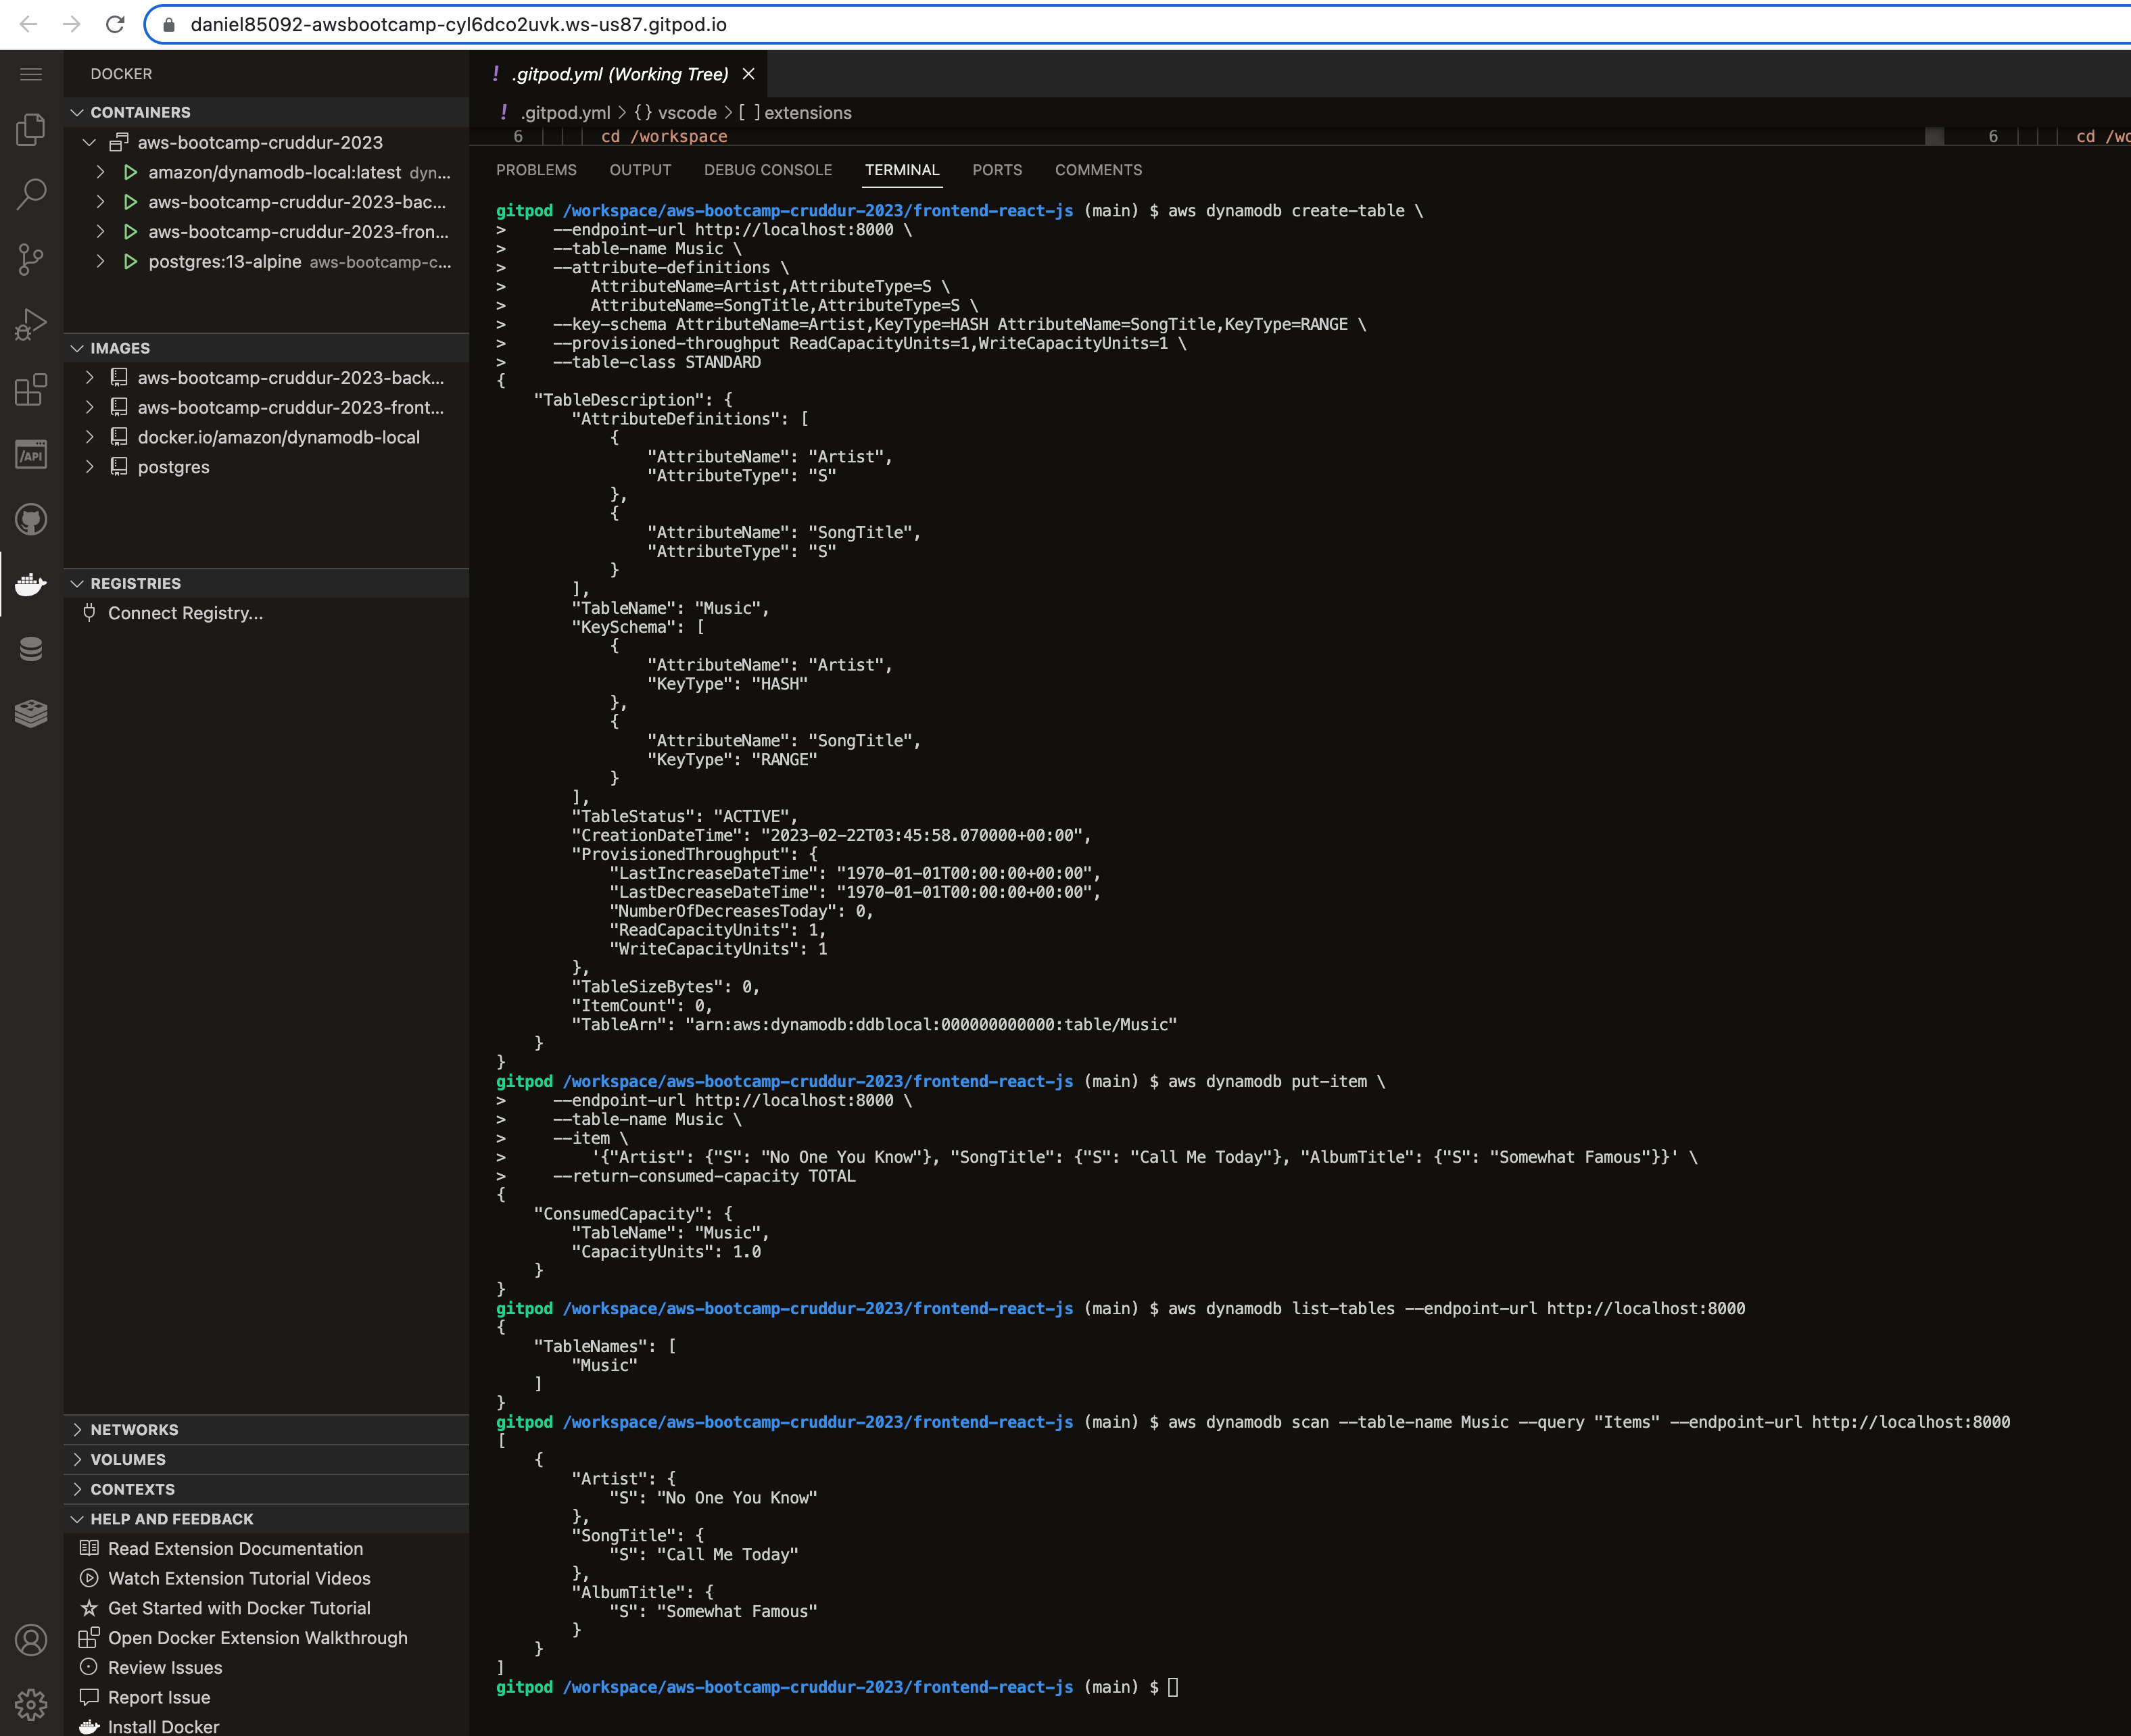 daniel85092-awsbootcamp-cyl6dco2uvk.ws-us87.gitpod.io
DOCKER
CONTAINERS
aws-bootcamp-cruddur-2023
amazon/dynamodb-local:latest dyn...
aws-bootcamp-cruddur-2023-bac...
aws-bootcamp-cruddur-2023-fron...
postgres:13-alpine aws-bootcamp-c...
IMAGES
aws-bootcamp-cruddur-2023-back...
aws-bootcamp-cruddur-2023-front...
docker.io/amazon/dynamodb-local
postgres
REGISTRIES
Connect Registry...
/API
NETWORKS
VOLUMES
CONTEXTS
HELP AND FEEDBACK
Read Extension Documentation
Watch Extension Tutorial Videos
Get Started with Docker Tutorial
Open Docker Extension Walkthrough
Review Issues
Report Issue
Install Docker
! .gitpod.yml (Working Tree)
! .gitpod.yml > {} vscode > [ ] extensions
6 cd /workspace 6 cd /wo
PROBLEMS OUTPUT DEBUG CONSOLE TERMINAL PORTS COMMENTS
gitpod /workspace/aws-bootcamp-cruddur-2023/frontend-react-js (main) $ aws dynamodb create-table \
>     --endpoint-url http://localhost:8000 \
>     --table-name Music \
>     --attribute-definitions \
>         AttributeName=Artist,AttributeType=S \
>         AttributeName=SongTitle,AttributeType=S \
>     --key-schema AttributeName=Artist,KeyType=HASH AttributeName=SongTitle,KeyType=RANGE \
>     --provisioned-throughput ReadCapacityUnits=1,WriteCapacityUnits=1 \
>     --table-class STANDARD
{
    "TableDescription": {
        "AttributeDefinitions": [
            {
                "AttributeName": "Artist",
                "AttributeType": "S"
            },
            {
                "AttributeName": "SongTitle",
                "AttributeType": "S"
            }
        ],
        "TableName": "Music",
        "KeySchema": [
            {
                "AttributeName": "Artist",
                "KeyType": "HASH"
            },
            {
                "AttributeName": "SongTitle",
                "KeyType": "RANGE"
            }
        ],
        "TableStatus": "ACTIVE",
        "CreationDateTime": "2023-02-22T03:45:58.070000+00:00",
        "ProvisionedThroughput": {
            "LastIncreaseDateTime": "1970-01-01T00:00:00+00:00",
            "LastDecreaseDateTime": "1970-01-01T00:00:00+00:00",
            "NumberOfDecreasesToday": 0,
            "ReadCapacityUnits": 1,
            "WriteCapacityUnits": 1
        },
        "TableSizeBytes": 0,
        "ItemCount": 0,
        "TableArn": "arn:aws:dynamodb:ddblocal:000000000000:table/Music"
    }
}
gitpod /workspace/aws-bootcamp-cruddur-2023/frontend-react-js (main) $ aws dynamodb put-item \
>     --endpoint-url http://localhost:8000 \
>     --table-name Music \
>     --item \
>         '{"Artist": {"S": "No One You Know"}, "SongTitle": {"S": "Call Me Today"}, "AlbumTitle": {"S": "Somewhat Famous"}}' \
>     --return-consumed-capacity TOTAL
{
    "ConsumedCapacity": {
        "TableName": "Music",
        "CapacityUnits": 1.0
    }
}
gitpod /workspace/aws-bootcamp-cruddur-2023/frontend-react-js (main) $ aws dynamodb list-tables --endpoint-url http://localhost:8000
{
    "TableNames": [
        "Music"
    ]
}
gitpod /workspace/aws-bootcamp-cruddur-2023/frontend-react-js (main) $ aws dynamodb scan --table-name Music --query "Items" --endpoint-url http://localhost:8000
[
    {
        "Artist": {
            "S": "No One You Know"
        },
        "SongTitle": {
            "S": "Call Me Today"
        },
        "AlbumTitle": {
            "S": "Somewhat Famous"
        }
    }
]
gitpod /workspace/aws-bootcamp-cruddur-2023/frontend-react-js (main) $